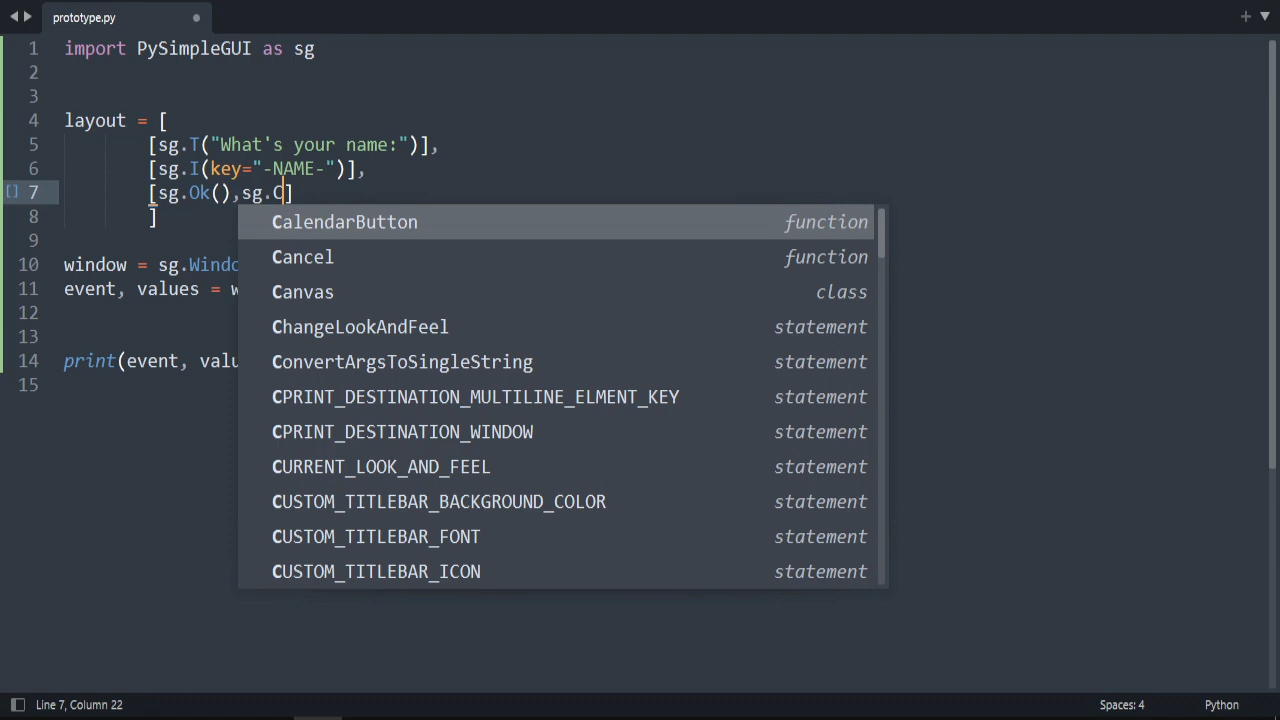 prototype.py
1 import PySimpleGUI as sg
2
3
4 layout = [
5 [sg.T("What's your name:")],
6 [sg.I(key="-NAME-")],
[] 7 [sg.Ok(),sg.C]
8 ]
CalendarButton function
9
Cancel function
10 window = sg.Windo
11 event, values = w
Canvas class
12
ChangeLookAndFeel statement
13
14 print(event, valu
ConvertArgsToSingleString statement
15
CPRINT_DESTINATION_MULTILINE_ELMENT_KEY statement
CPRINT_DESTINATION_WINDOW statement
CURRENT_LOOK_AND_FEEL statement
CUSTOM_TITLEBAR_BACKGROUND_COLOR statement
CUSTOM_TITLEBAR_FONT statement
CUSTOM_TITLEBAR_ICON statement
Line 7, Column 22 Spaces: 4 Python